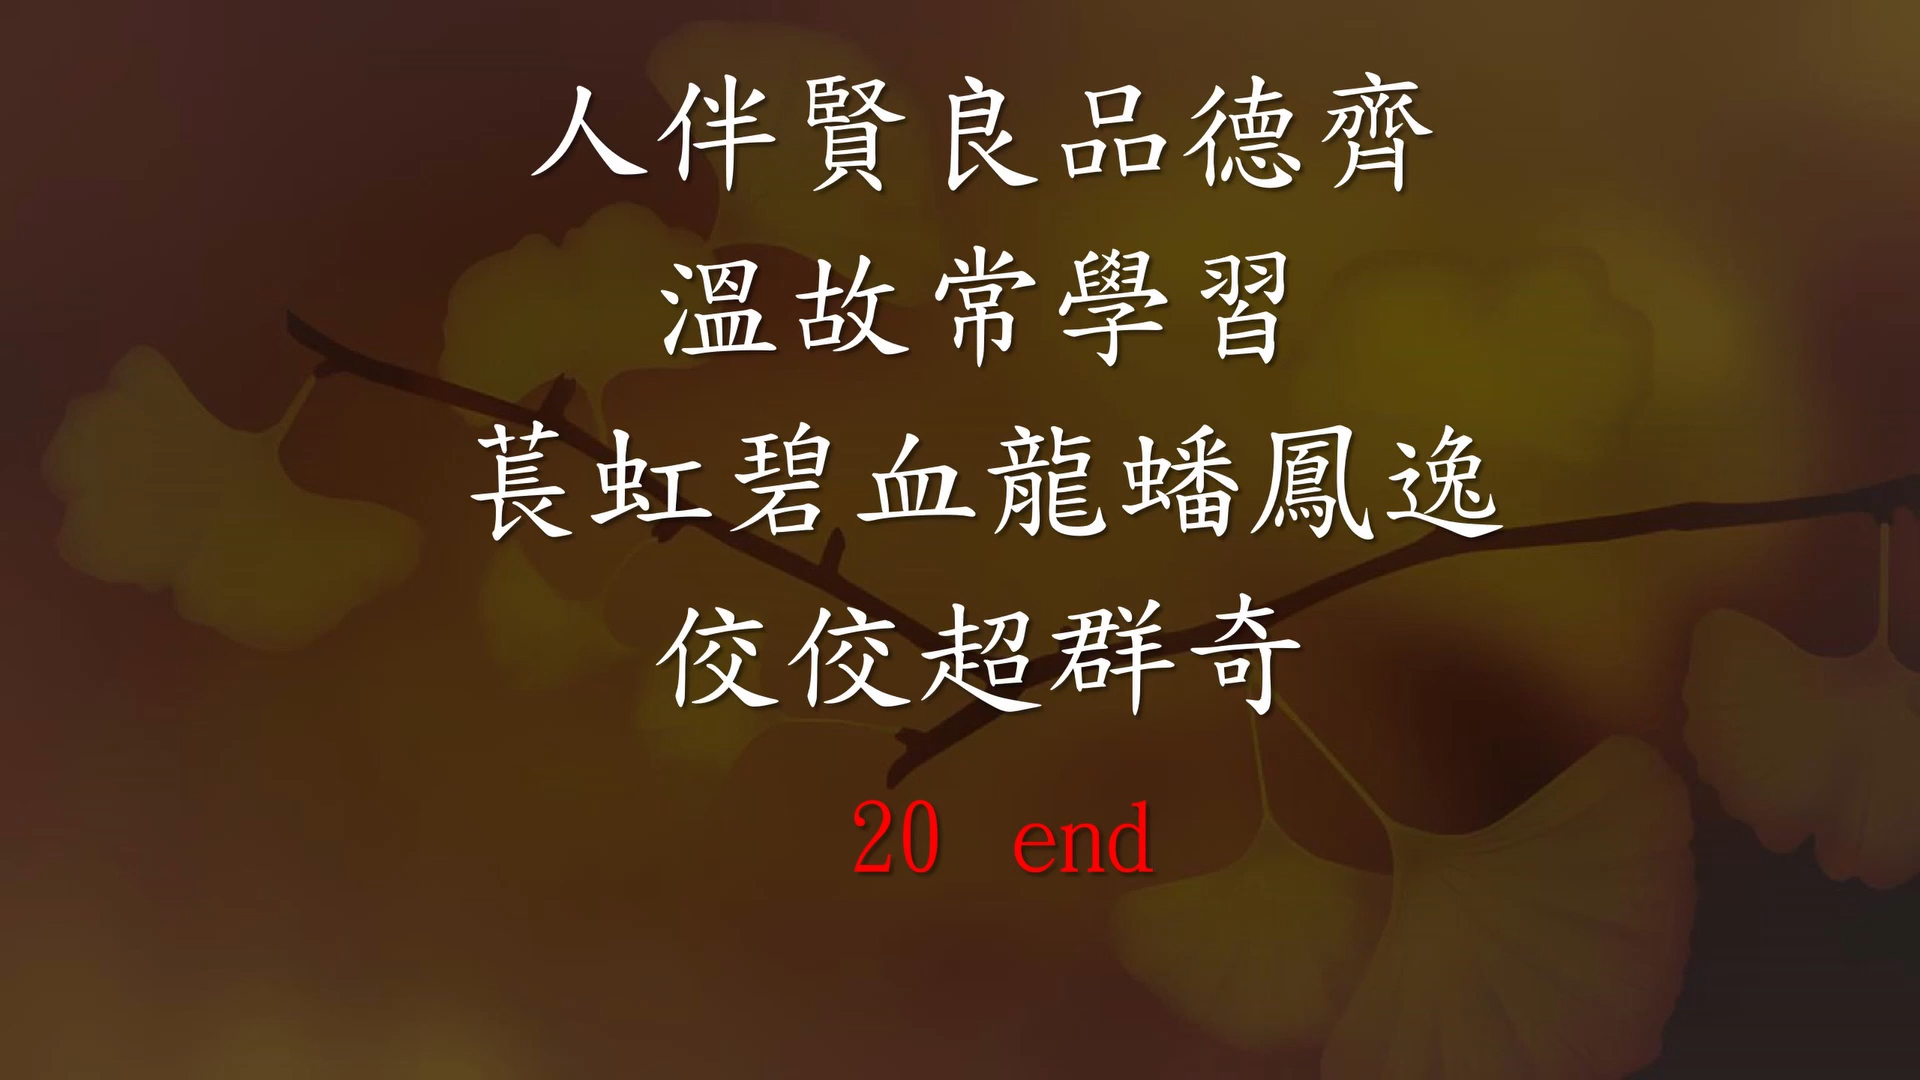 人伴賢良品德齊
溫故常學習
萇虹碧血龍蟠鳳逸
佼佼超群奇
20 end